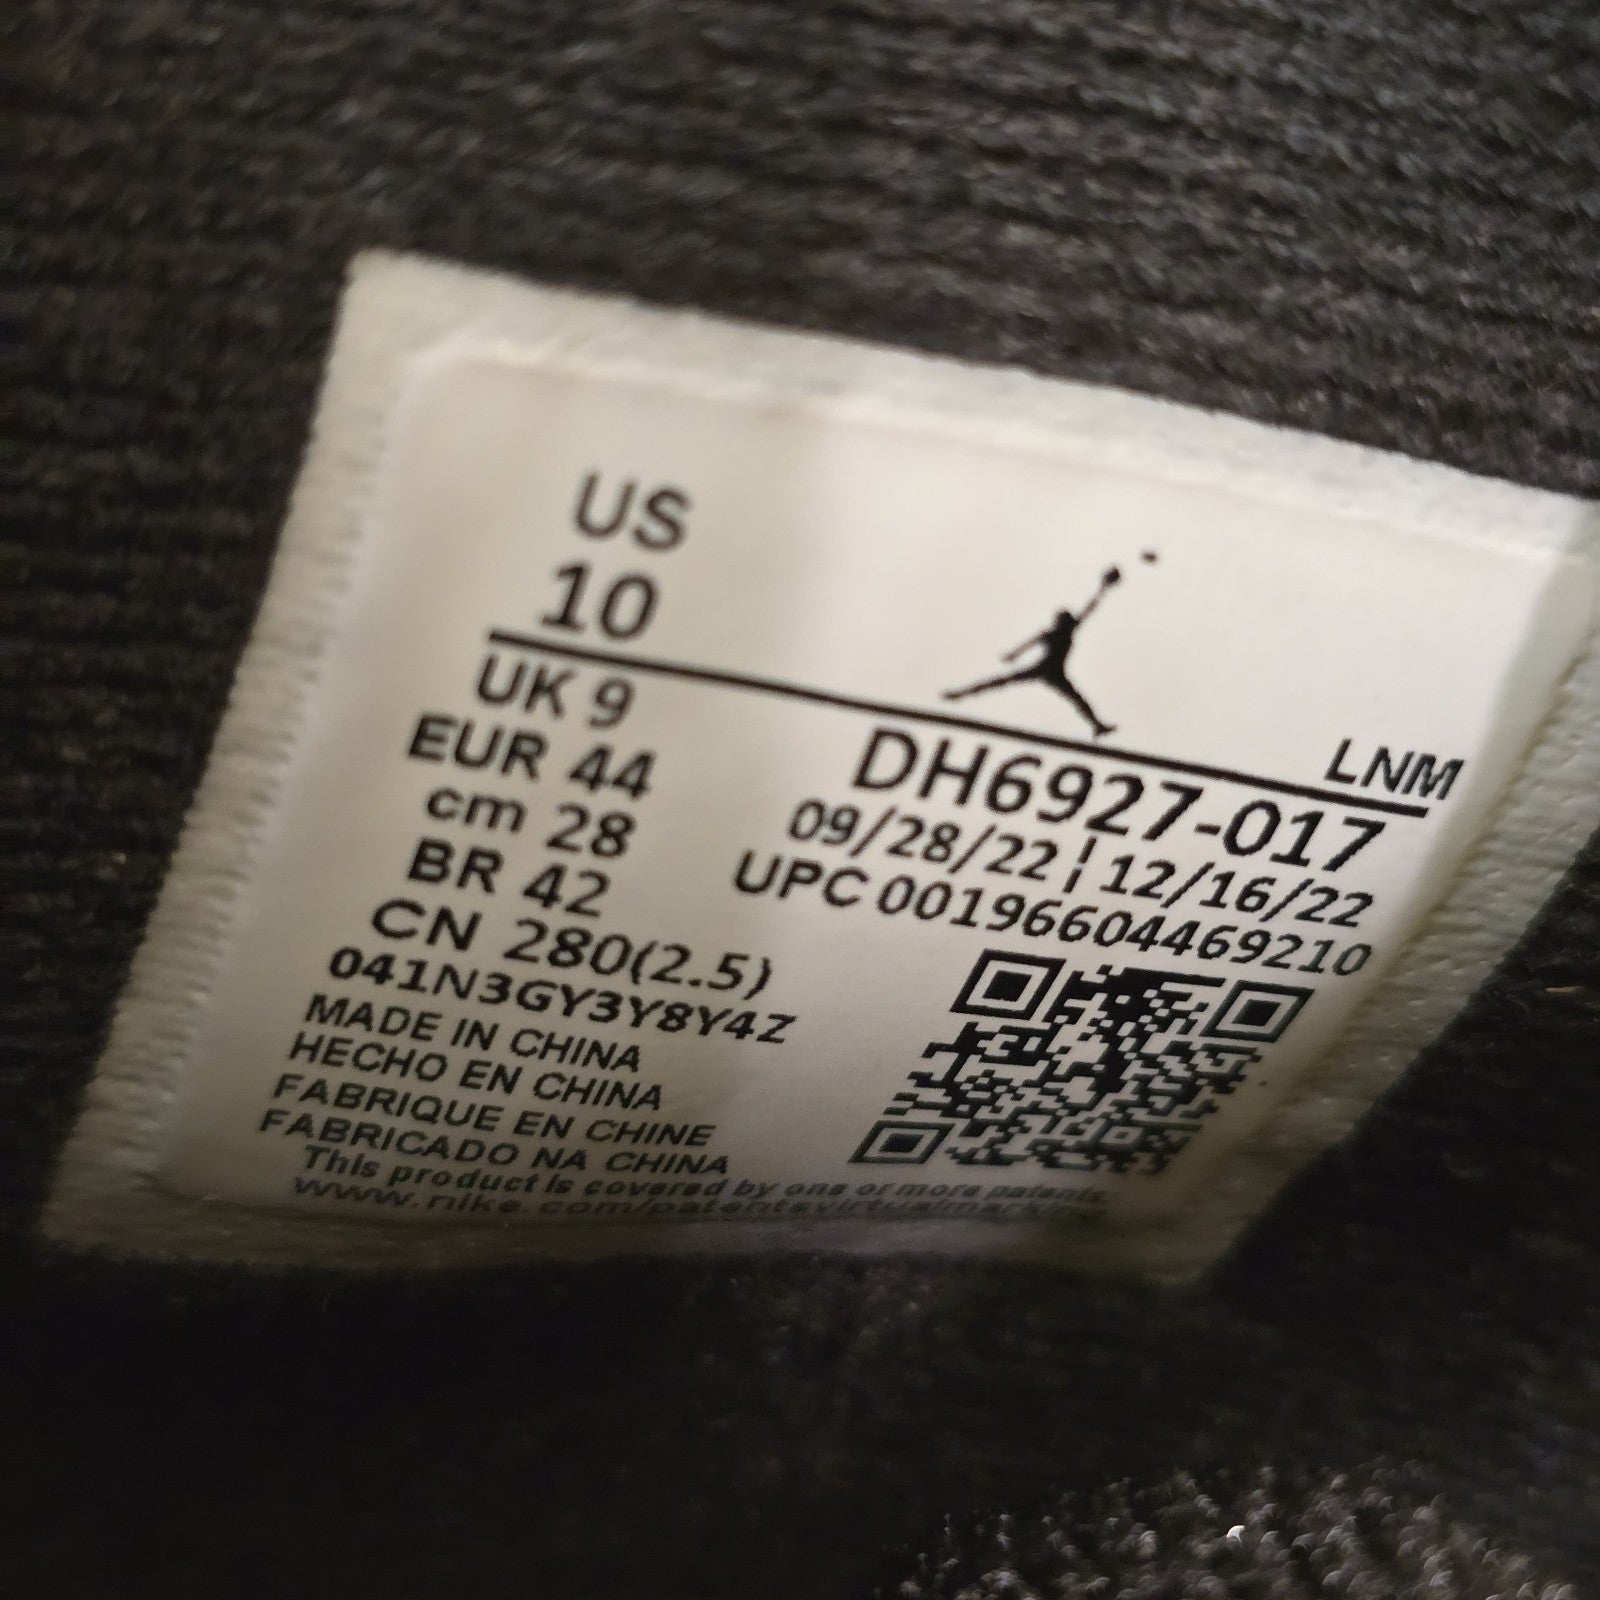 US
10
UK 9
EUR 44
cm 28
BR 42
CN 280(2.5)
041N3GY3Y8Y4Z
MADE IN CHINA
HECHO EN CHINA
FABRIQUE EN CHINE
FABRICADO NA CHINA
This product is covered by one or more patents.
LNM
DH6927-017
09/28/22 ¦ 12/16/22
UPC 00196604469210